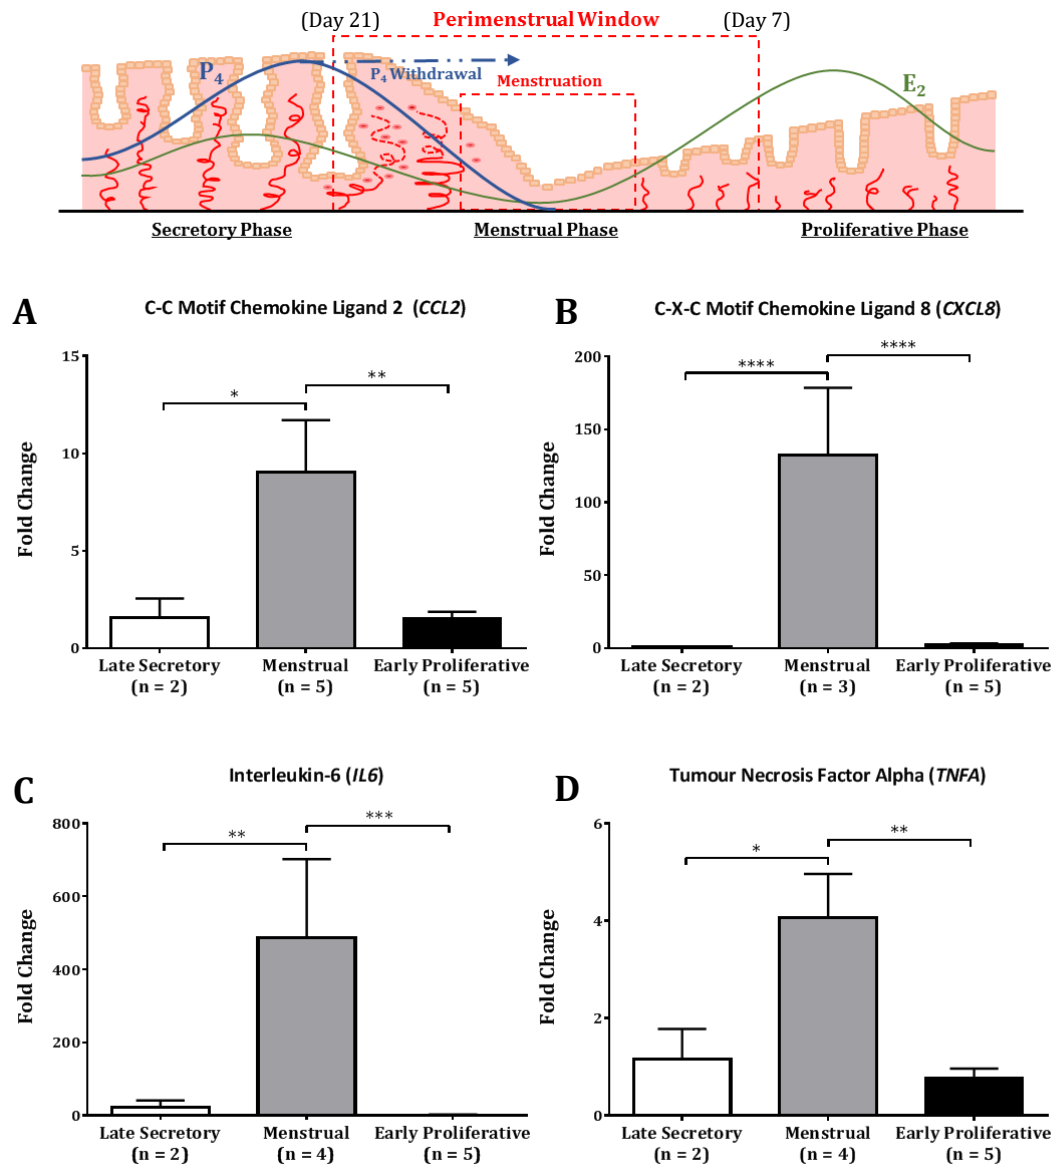 (Day 21) Perimenstrual Window (Day 7)
P4
P4 Withdrawal
Menstruation
E2
Secretory Phase Menstrual Phase Proliferative Phase
A
C-C Motif Chemokine Ligand 2 (CCL2)
Fold Change
15
10
5
0
*
**
Late Secretory Menstrual Early Proliferative
(n = 2) (n = 5) (n = 5)
B
C-X-C Motif Chemokine Ligand 8 (CXCL8)
Fold Change
200
150
100
50
0
****
****
Late Secretory Menstrual Early Proliferative
(n = 2) (n = 3) (n = 5)
C
Interleukin-6 (IL6)
Fold Change
800
600
400
200
0
**
***
Late Secretory Menstrual Early Proliferative
(n = 2) (n = 4) (n = 5)
D
Tumour Necrosis Factor Alpha (TNFA)
Fold Change
6
4
2
0
*
**
Late Secretory Menstrual Early Proliferative
(n = 2) (n = 4) (n = 5)